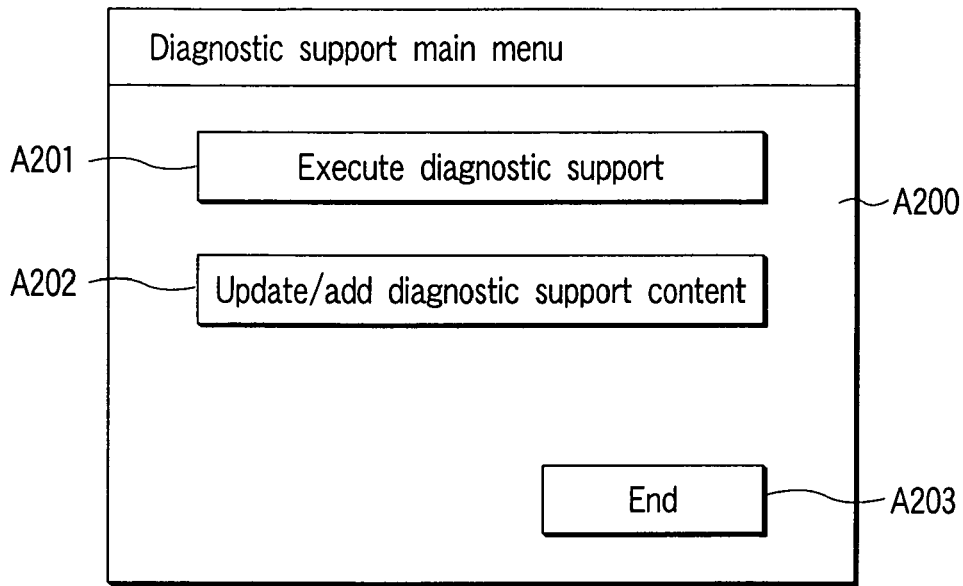 Diagnostic support main menu
A201
Execute diagnostic support
A200
A202
Update/add diagnostic support content
End
A203